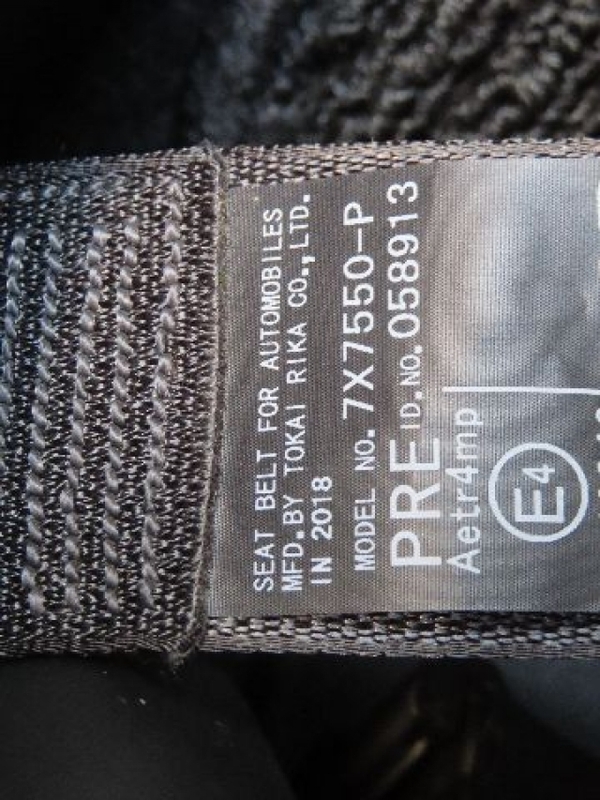 SEAT BELT FOR AUTOMOBILES
MFD.BY TOKAI RIKA CO.,LTD.
IN 2018
MODEL NO. 7X7550-P
PRE ID.NO.058913
Aetr4mp
E4